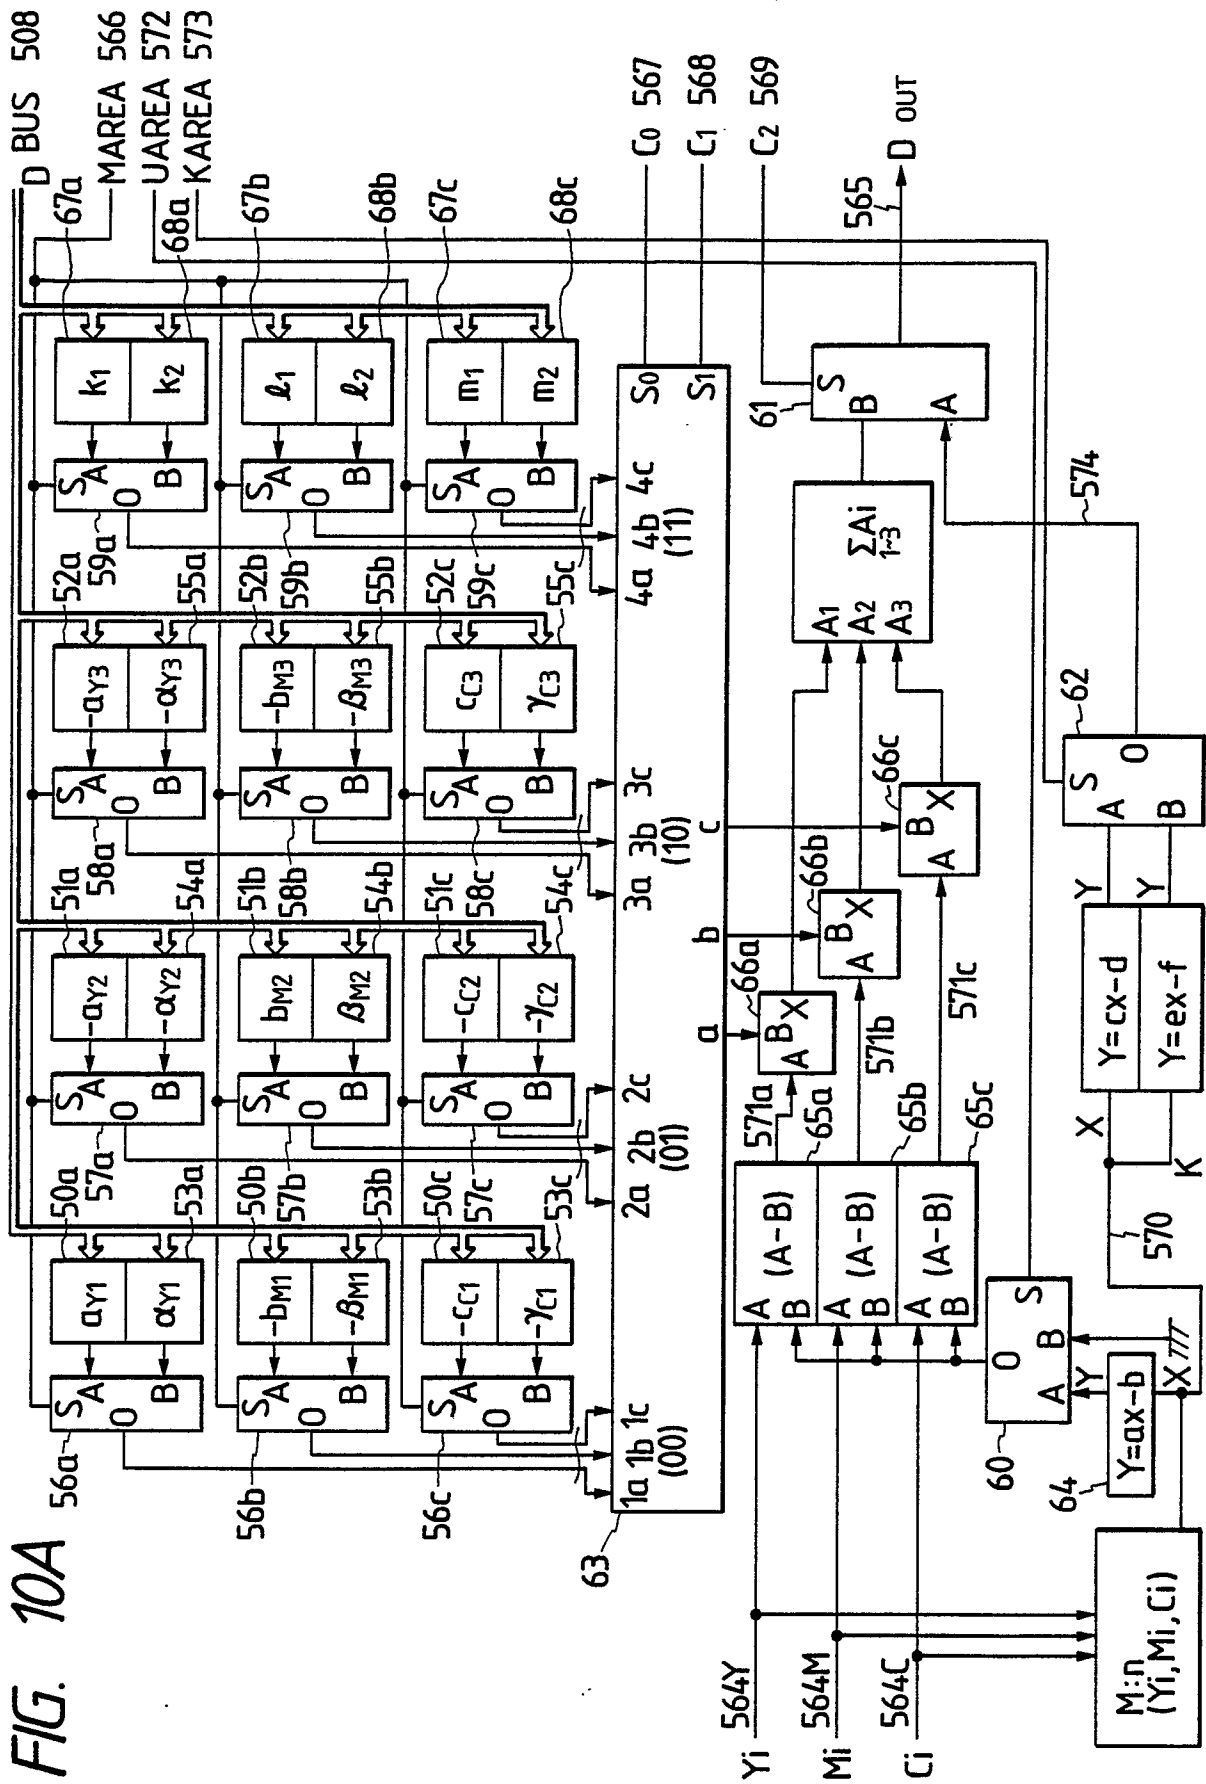 FIG. 10A
D BUS 508
MAREA 566
UAREA 572
KAREA 573
56a
S A O B
aY1
αY1
50a
53a
57a
S A O B
-aY2
-αY2
51a
54a
58a
S A O B
-aY3
-αY3
52a
55a
59a
S A O B
k1
k2
67a
68a
56b
S A O B
-bM1
-βM1
50b
53b
57b
S A O B
bM2
βM2
51b
54b
58b
S A O B
-bM3
-βM3
52b
55b
59b
S A O B
ℓ1
ℓ2
67b
68b
56c
S A O B
-cC1
-γC1
50c
53c
57c
S A O B
-cC2
-γC2
51c
54c
58c
S A O B
cC3
γC3
52c
55c
59c
S A O B
m1
m2
67c
68c
63
1a 1b 1c
(00)
2a 2b 2c
(01)
3a 3b 3c
(10)
4a 4b 4c
(11)
S0
S1
a
b
c
C0 567
C1 568
C2 569
Yi
564Y
Mi
564M
Ci
564C
A
B
(A-B)
A
B
(A-B)
A
B
(A-B)
571a
65a
571b
65b
571c
65c
66a
A B X
66b
A B X
66c
A B X
A1
A2
A3
ΣAi
1~3
61
S
B
A
565
D OUT
574
60
O
S
A
B
64
Y=ax-b
Y
X
M:n
(Yi, Mi, Ci)
570
X
K
Y=cx-d
Y=ex-f
Y
Y
62
S
A
B
O